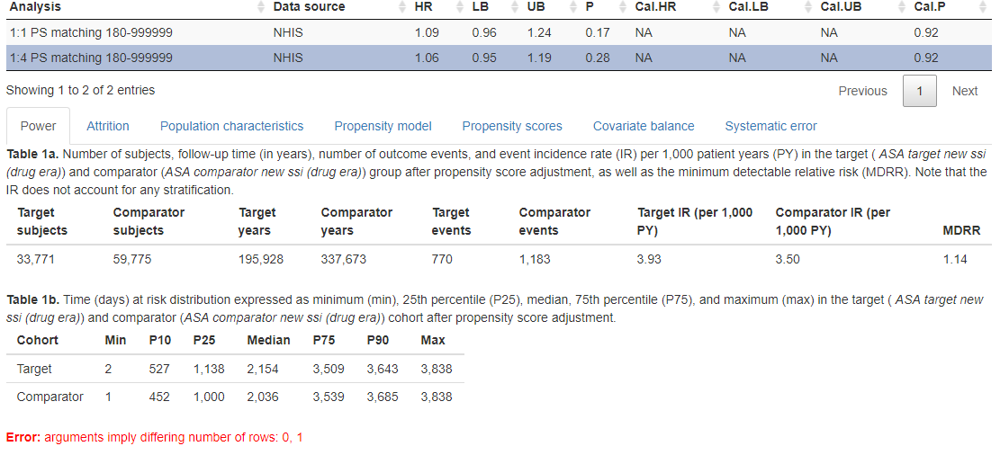 Analysis Data source HR LB UB P Cal.HR Cal.LB Cal.UB Cal.P
1:1 PS matching 180-999999 NHIS 1.09 0.96 1.24 0.17 NA NA NA 0.92
1:4 PS matching 180-999999 NHIS 1.06 0.95 1.19 0.28 NA NA NA 0.92
Showing 1 to 2 of 2 entries
Previous 1 Next
Power Attrition Population characteristics Propensity model Propensity scores Covariate balance Systematic error
Table 1a. Number of subjects, follow-up time (in years), number of outcome events, and event incidence rate (IR) per 1,000 patient years (PY) in the target ( ASA target new ssi
(drug era)) and comparator (ASA comparator new ssi (drug era)) group after propensity score adjustment, as well as the minimum detectable relative risk (MDRR). Note that the
IR does not account for any stratification.
Target Comparator Target Comparator Target Comparator Target IR (per 1,000 Comparator IR (per
subjects subjects years years events events PY) 1,000 PY) MDRR
33,771 59,775 195,928 337,673 770 1,183 3.93 3.50 1.14
Table 1b. Time (days) at risk distribution expressed as minimum (min), 25th percentile (P25), median, 75th percentile (P75), and maximum (max) in the target ( ASA target new
ssi (drug era)) and comparator (ASA comparator new ssi (drug era)) cohort after propensity score adjustment.
Cohort Min P10 P25 Median P75 P90 Max
Target 2 527 1,138 2,154 3,509 3,643 3,838
Comparator 1 452 1,000 2,036 3,539 3,685 3,838
Error: arguments imply differing number of rows: 0, 1